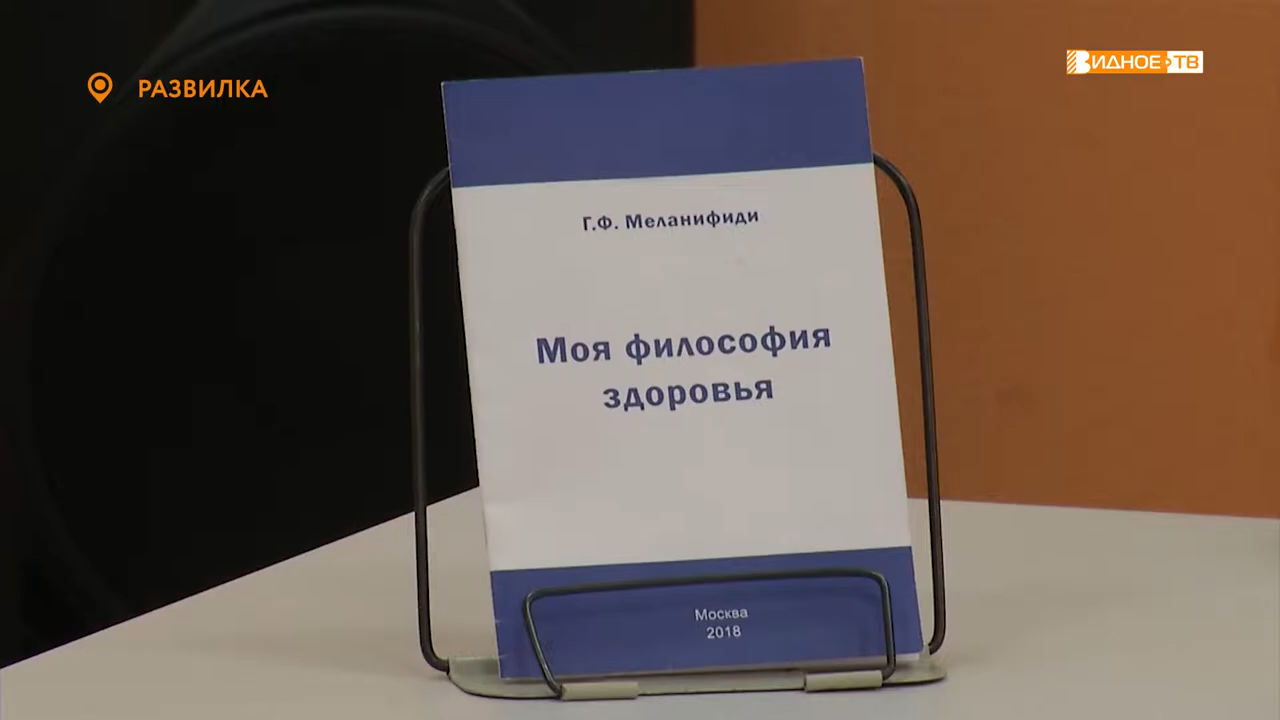 РАЗВИЛКА
ВИДНОЕ ТВ
Г.Ф. Меланифиди
Моя философия
здоровья
Москва
2018